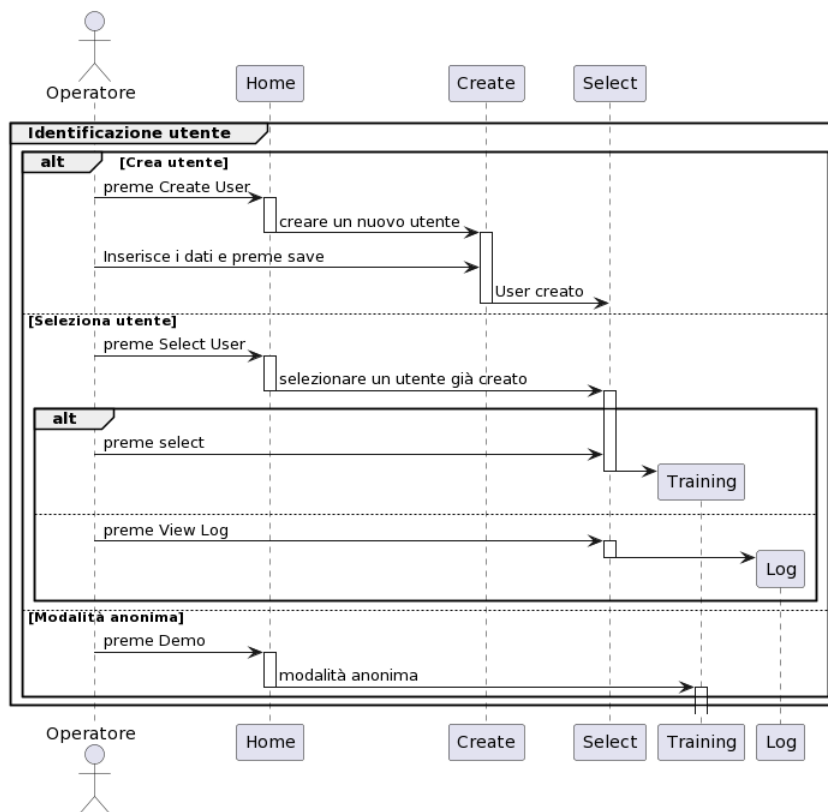 Operatore
Home
Create
Select
Identificazione utente
alt
[Crea utente]
preme Create User
creare un nuovo utente
Inserisce i dati e preme save
User creato
[Seleziona utente]
preme Select User
selezionare un utente già creato
alt
preme select
Training
preme View Log
Log
[Modalità anonima]
preme Demo
modalità anonima
Operatore
Home
Create
Select
Training
Log